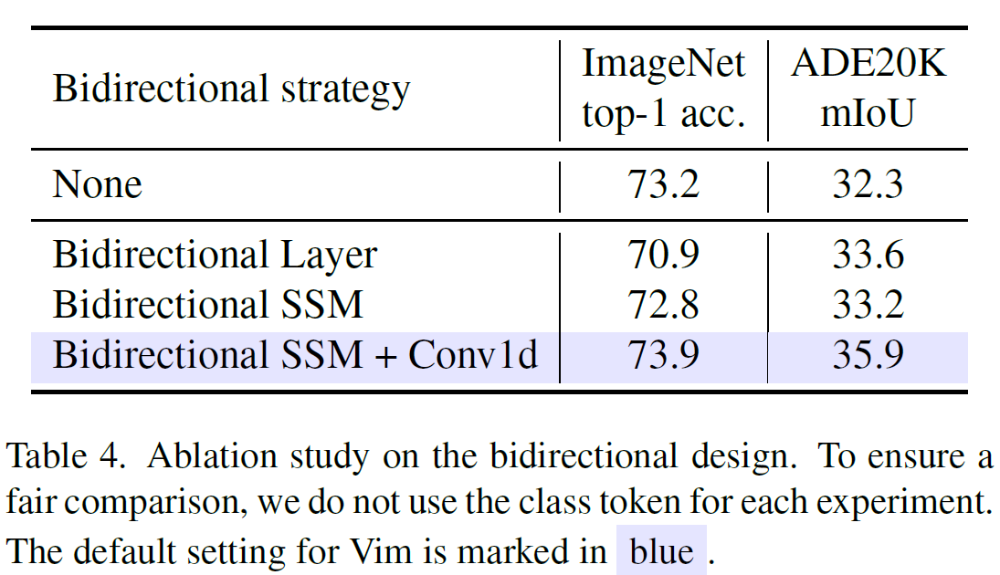 Bidirectional strategy ImageNet top-1 acc. ADE20K mIoU
None 73.2 32.3
Bidirectional Layer 70.9 33.6
Bidirectional SSM 72.8 33.2
Bidirectional SSM + Conv1d 73.9 35.9
Table 4. Ablation study on the bidirectional design. To ensure a
fair comparison, we do not use the class token for each experiment.
The default setting for Vim is marked in blue .